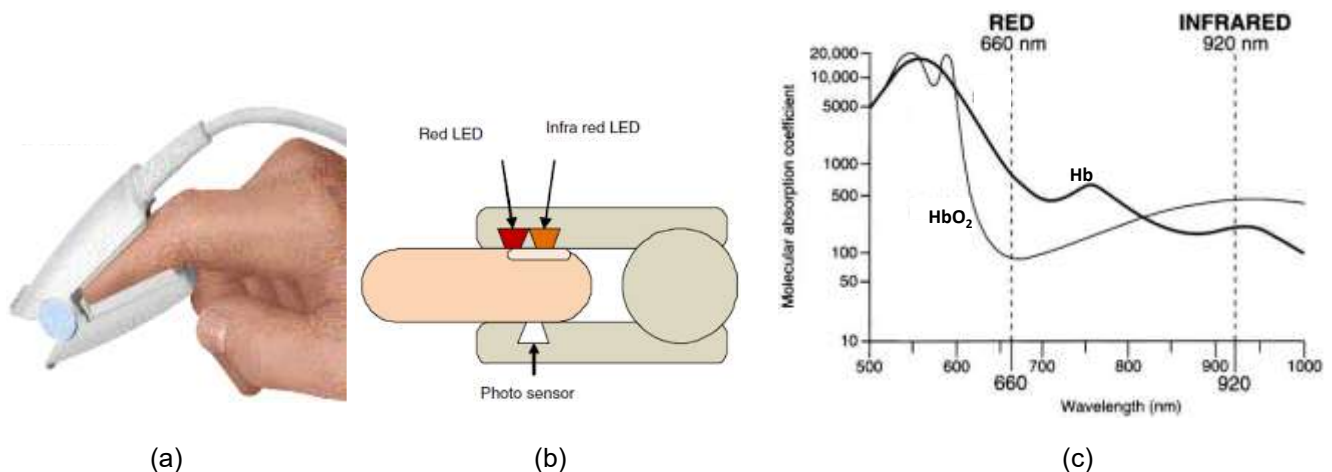 Red LED
Infra red LED
Photo sensor
RED
660 nm
INFRARED
920 nm
Molecular absorption coefficient
20,000
10,000
5000
1000
500
100
50
10
Hb
HbO2
500
600
700
800
900
1000
660
920
Wavelength (nm)
(a)
(b)
(c)